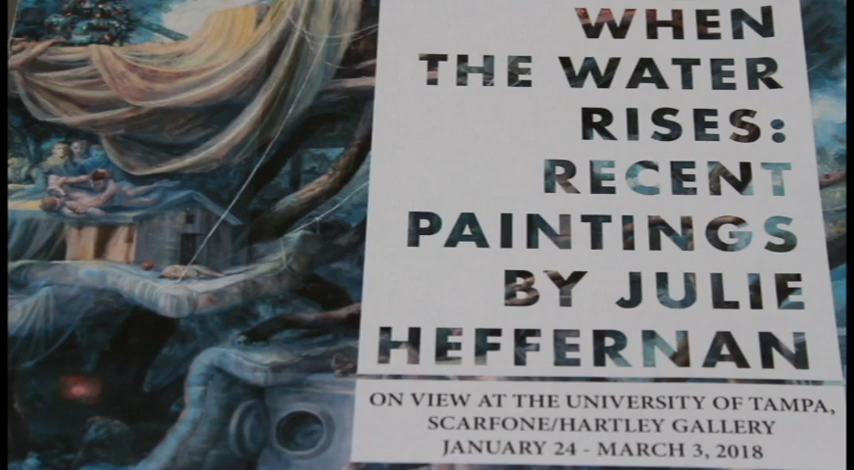 WHEN
THE WATER
RISES:
RECENT
PAINTINGS
BY JULIE
HEFFERNAN
ON VIEW AT THE UNIVERSITY OF TAMPA,
SCARFONE/HARTLEY GALLERY
JANUARY 24 - MARCH 3, 2018